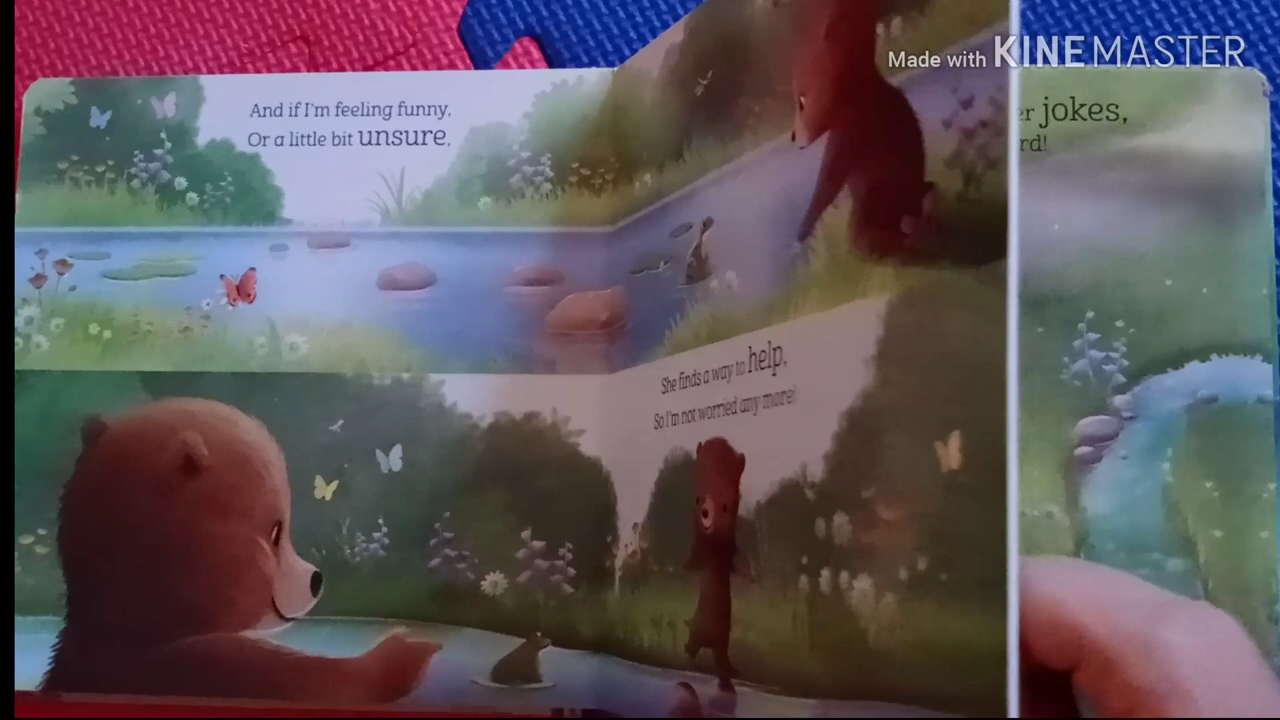 Made with KINEMASTER
And if I'm feeling funny,
Or a little bit unsure,
jokes,
She finds a way to help,
So I'm not worried any more!